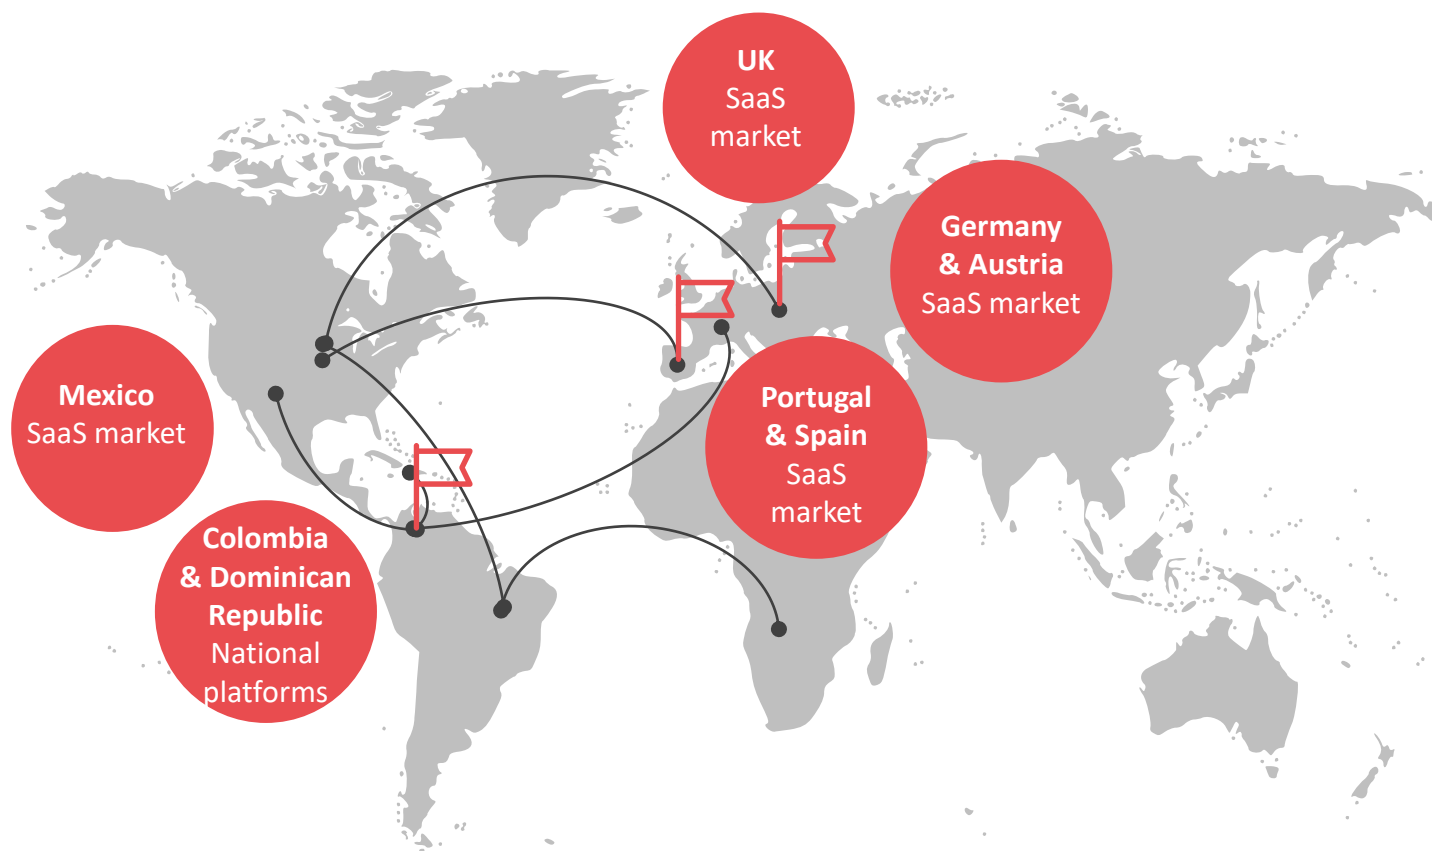 UK
SaaS
market
Germany
& Austria
SaaS market
Mexico
SaaS market
Portugal
& Spain
SaaS
market
Colombia
& Dominican
Republic
National
platforms